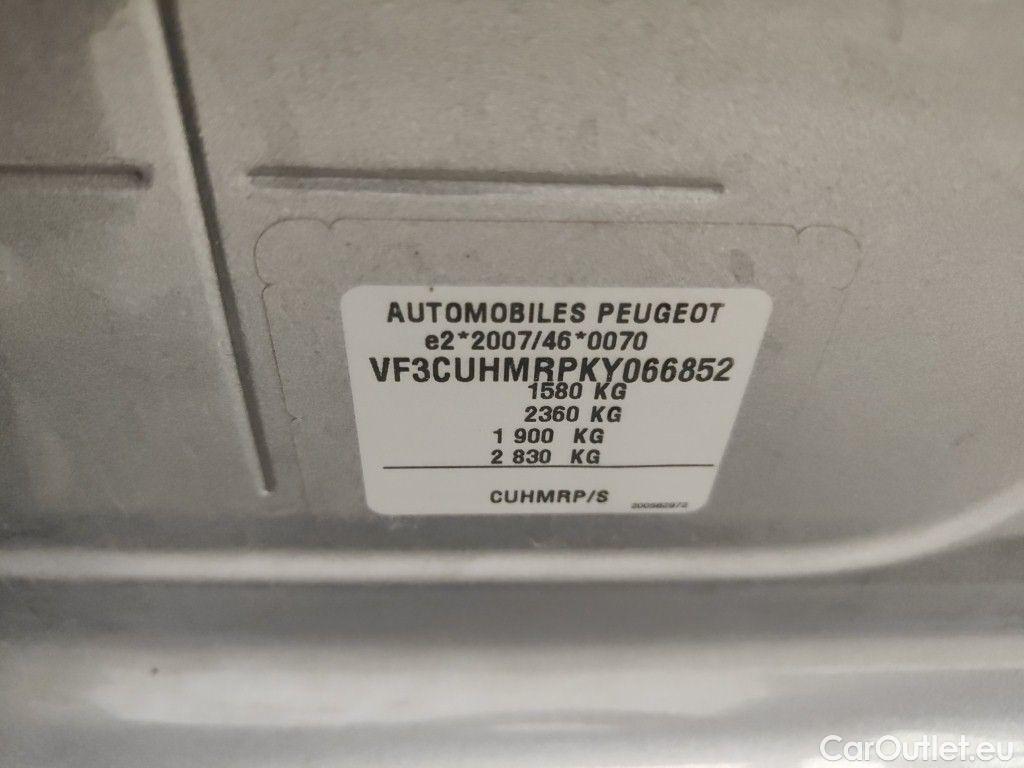 AUTOMOBILES PEUGEOT
e2*2007/46*0070
VF3CUHMRPKY066852
1580 KG
2360 KG
1 900 KG
2 830 KG
CUHMRP/S
CarOutlet.eu